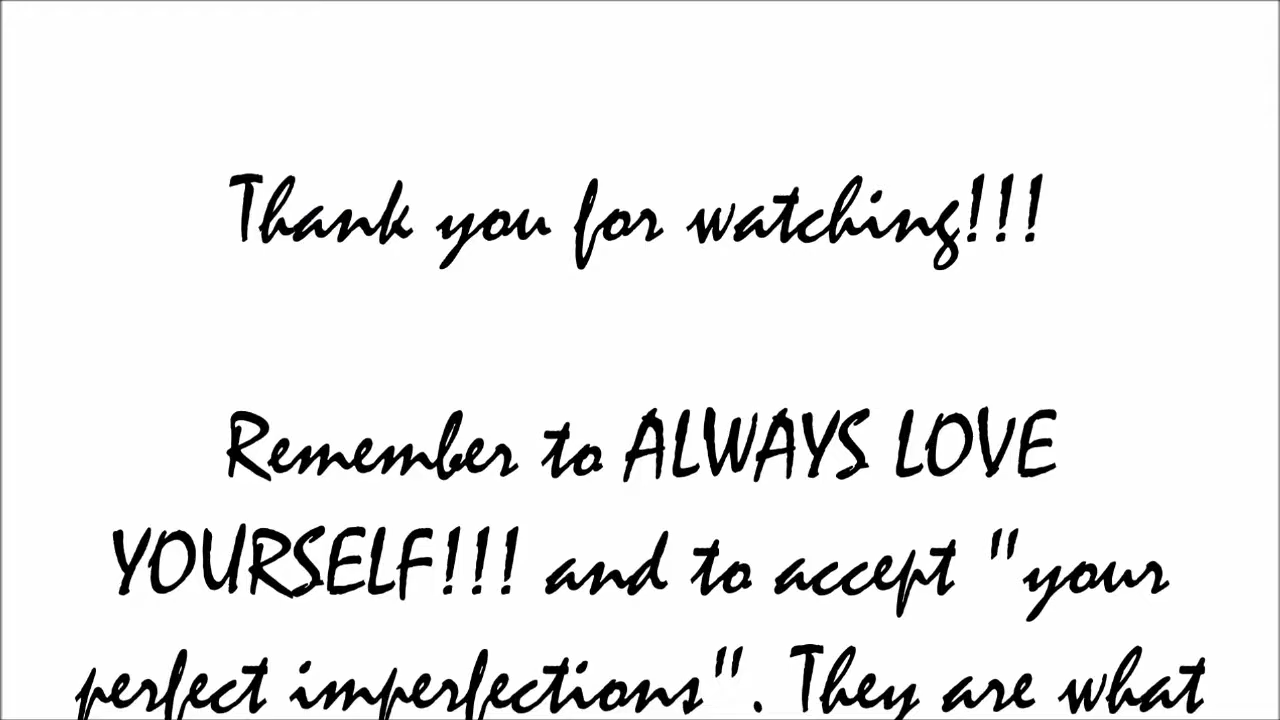 Thank you for watching!!!
Remember to ALWAYS LOVE
YOURSELF!!! and to accept "your
perfect imperfections". They are what